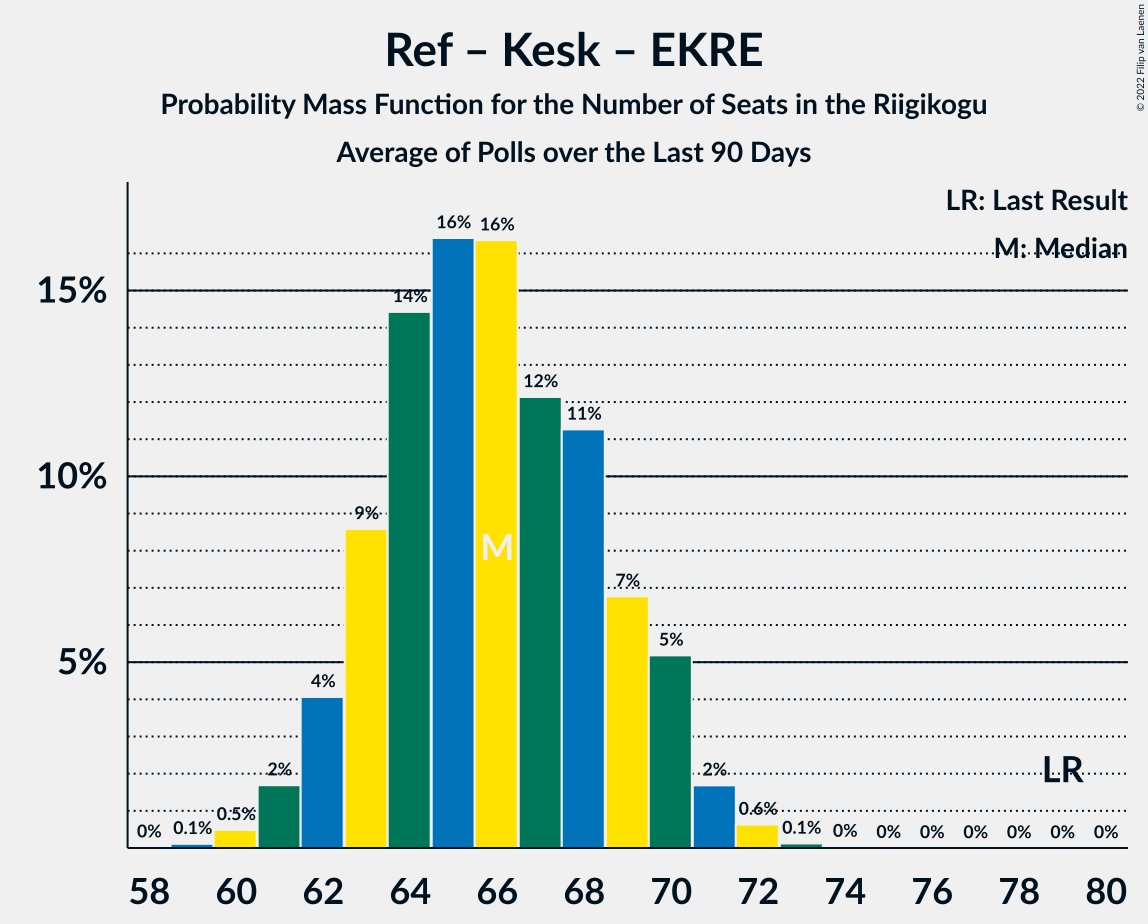 Ref – Kesk – EKRE
Probability Mass Function for the Number of Seats in the Riigikogu
Average of Polls over the Last 90 Days
© 2022 Filip van Laenen
LR: Last Result
M: Median
15%
10%
5%
0%
0.1%
0.5%
2%
4%
9%
14%
16%
16%
12%
11%
7%
5%
2%
0.6%
0.1%
0%
0%
0%
0%
0%
0%
0%
M
LR
58 60 62 64 66 68 70 72 74 76 78 80